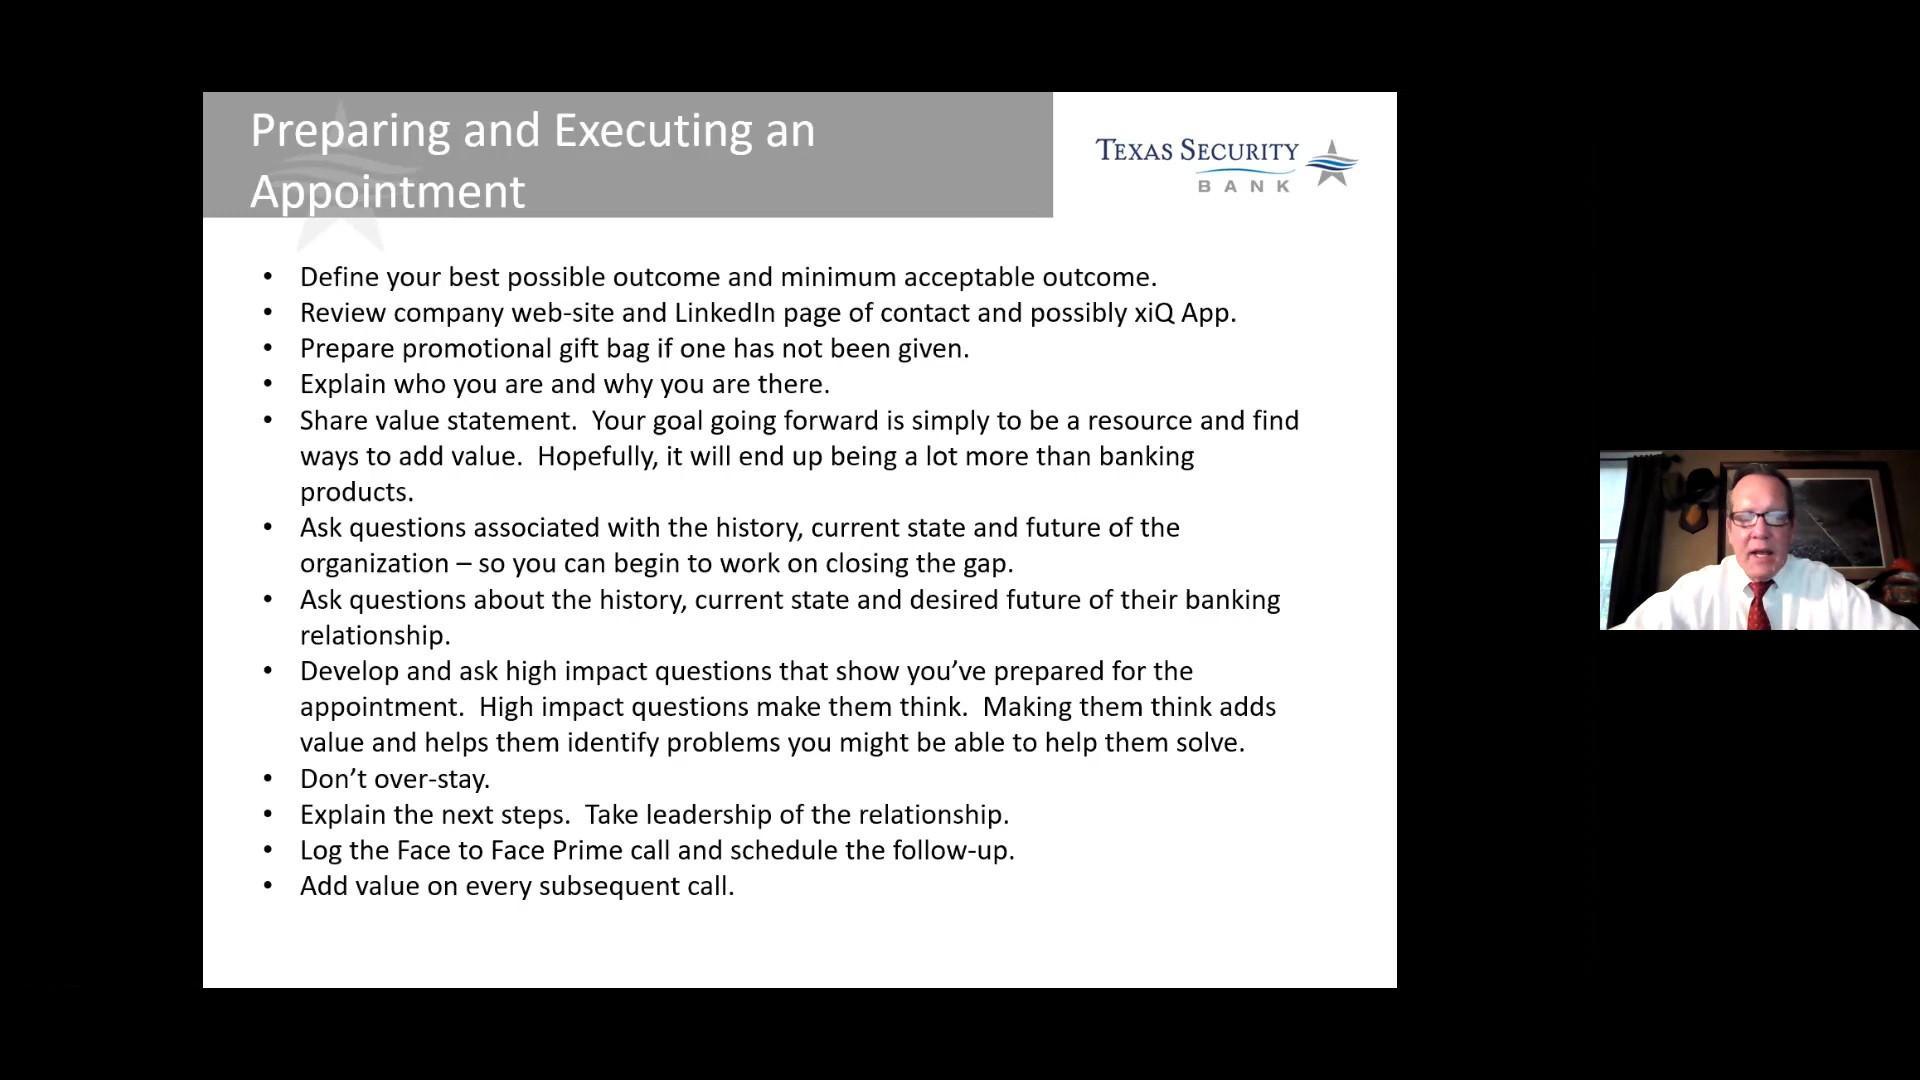 Preparing and Executing an
Appointment
TEXAS SECURITY
BANK
• Define your best possible outcome and minimum acceptable outcome.
• Review company web-site and LinkedIn page of contact and possibly xiQ App.
• Prepare promotional gift bag if one has not been given.
• Explain who you are and why you are there.
• Share value statement.  Your goal going forward is simply to be a resource and find
ways to add value.  Hopefully, it will end up being a lot more than banking
products.
• Ask questions associated with the history, current state and future of the
organization – so you can begin to work on closing the gap.
• Ask questions about the history, current state and desired future of their banking
relationship.
• Develop and ask high impact questions that show you’ve prepared for the
appointment.  High impact questions make them think.  Making them think adds
value and helps them identify problems you might be able to help them solve.
• Don’t over-stay.
• Explain the next steps.  Take leadership of the relationship.
• Log the Face to Face Prime call and schedule the follow-up.
• Add value on every subsequent call.